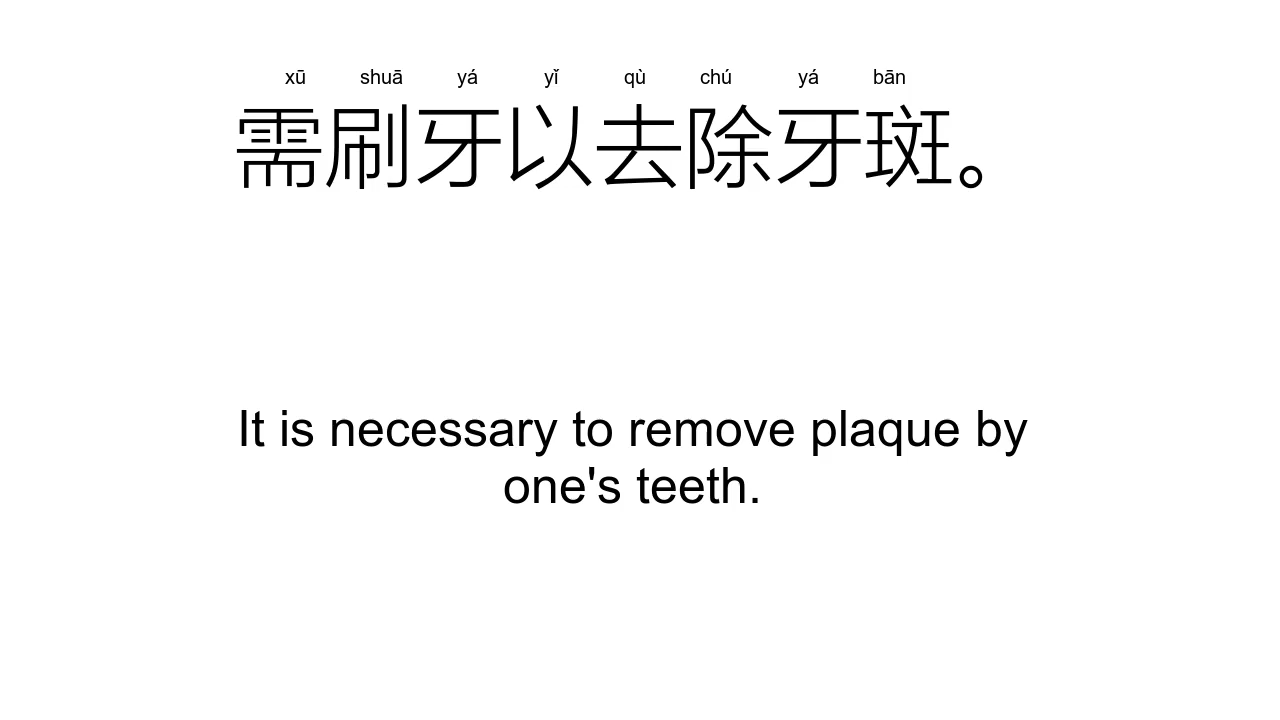 xū shuā yá yǐ qù chú yá bān
需刷牙以去除牙斑。
It is necessary to remove plaque by
one's teeth.